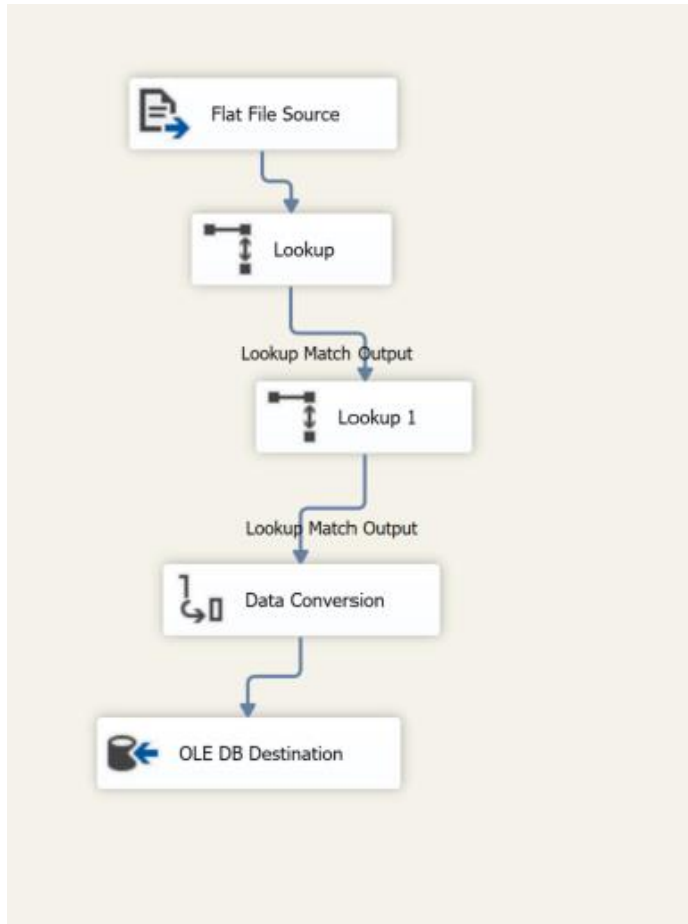 Flat File Source
Lookup
Lookup Match Output
Lookup 1
Lookup Match Output
Data Conversion
OLE DB Destination